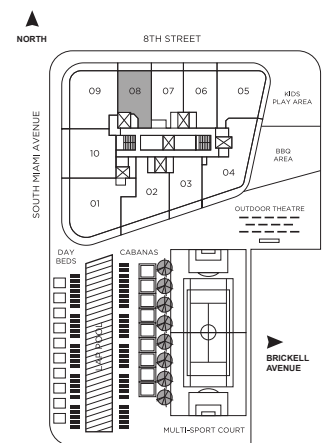 NORTH
8TH STREET
SOUTH MIAMI AVENUE
09
08
07
06
05
KIDS
PLAY AREA
10
BBQ
AREA
04
03
02
01
OUTDOOR THEATRE
DAY
BEDS
CABANAS
LAP POOL
BRICKELL
AVENUE
MULTI-SPORT COURT